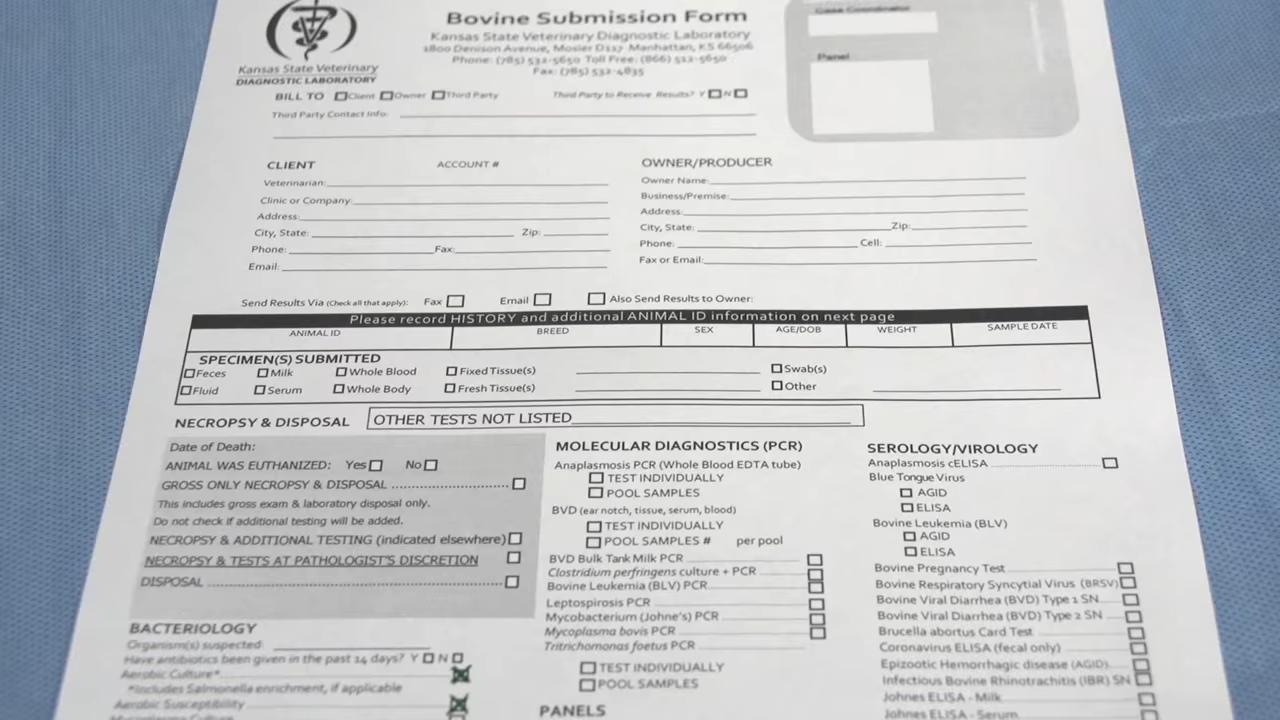 Bovine Submission Form
Kansas State Veterinary Diagnostic Laboratory
1800 Denison Avenue, Mosier D117 Manhattan, KS 66506
Phone: (785) 532-5650 Toll Free: (866) 512-5650
Fax: (785) 532-4835
Kansas State Veterinary
DIAGNOSTIC LABORATORY
Case Coordinator
Panel
BILL TO Client Owner Third Party Third Party to Receive Results? Y N
Third Party Contact Info:
CLIENT ACCOUNT #
Veterinarian:
Clinic or Company:
Address:
City, State: Zip:
Phone: Fax:
Email:
OWNER/PRODUCER
Owner Name:
Business/Premise:
Address:
City, State: Zip:
Phone: Cell:
Fax or Email:
Send Results Via (Check all that apply): Fax Email Also Send Results to Owner:
Please record HISTORY and additional ANIMAL ID information on next page
ANIMAL ID BREED SEX AGE/DOB WEIGHT SAMPLE DATE
SPECIMEN(S) SUBMITTED
Feces Milk Whole Blood Fixed Tissue(s) Swab(s)
Fluid Serum Whole Body Fresh Tissue(s) Other
NECROPSY & DISPOSAL OTHER TESTS NOT LISTED
Date of Death:
ANIMAL WAS EUTHANIZED: Yes No
GROSS ONLY NECROPSY & DISPOSAL
This includes gross exam & laboratory disposal only.
Do not check if additional testing will be added.
NECROPSY & ADDITIONAL TESTING (indicated elsewhere)
NECROPSY & TESTS AT PATHOLOGIST'S DISCRETION
DISPOSAL
BACTERIOLOGY
Organism(s) suspected:
Have antibiotics been given in the past 14 days? Y N
Aerobic Culture*
*Includes Salmonella enrichment, if applicable
Aerobic Susceptibility
Mycoplasma Culture
MOLECULAR DIAGNOSTICS (PCR)
Anaplasmosis PCR (Whole Blood EDTA tube)
TEST INDIVIDUALLY
POOL SAMPLES
BVD (ear notch, tissue, serum, blood)
TEST INDIVIDUALLY
POOL SAMPLES # per pool
BVD Bulk Tank Milk PCR
Clostridium perfringens culture + PCR
Bovine Leukemia (BLV) PCR
Leptospirosis PCR
Mycobacterium (Johne's) PCR
Mycoplasma bovis PCR
Tritrichomonas foetus PCR
TEST INDIVIDUALLY
POOL SAMPLES
PANELS
SEROLOGY/VIROLOGY
Anaplasmosis cELISA
Blue Tongue Virus
AGID
ELISA
Bovine Leukemia (BLV)
AGID
ELISA
Bovine Pregnancy Test
Bovine Respiratory Syncytial Virus (BRSV)
Bovine Viral Diarrhea (BVD) Type 1 SN
Bovine Viral Diarrhea (BVD) Type 2 SN
Brucella abortus Card Test
Coronavirus ELISA (fecal only)
Epizootic Hemorrhagic disease (AGID)
Infectious Bovine Rhinotrachitis (IBR) SN
Johnes ELISA - Milk
Johnes ELISA - Serum